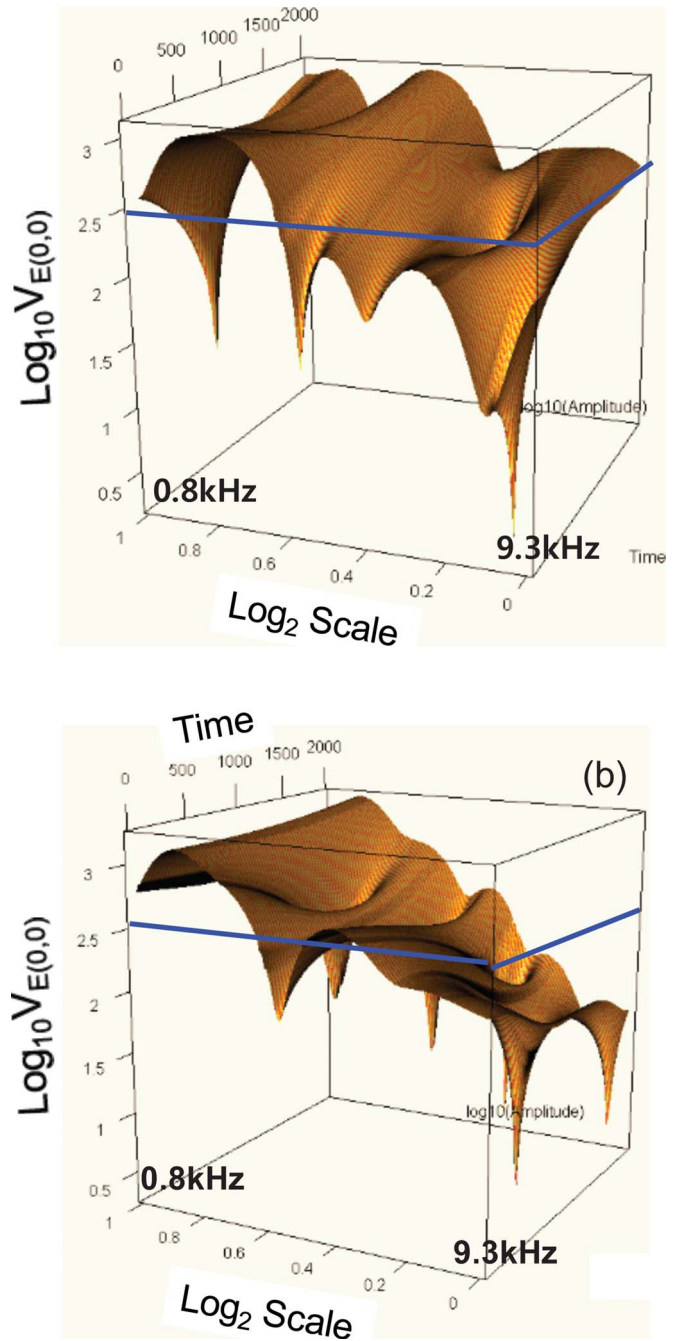 0 500 1000 1500 2000
3
2.5
2
1.5
1
0.5
Log₁₀V_E(0,0)
log10(Amplitude)
0.8kHz
9.3kHz
Time
1 0.8 0.6 0.4 0.2 0
Log₂ Scale
Time
0 500 1000 1500 2000
(b)
3
2.5
2
1.5
1
0.5
Log₁₀V_E(0,0)
log10(Amplitude)
0.8kHz
9.3kHz
1 0.8 0.6 0.4 0.2 0
Log₂ Scale